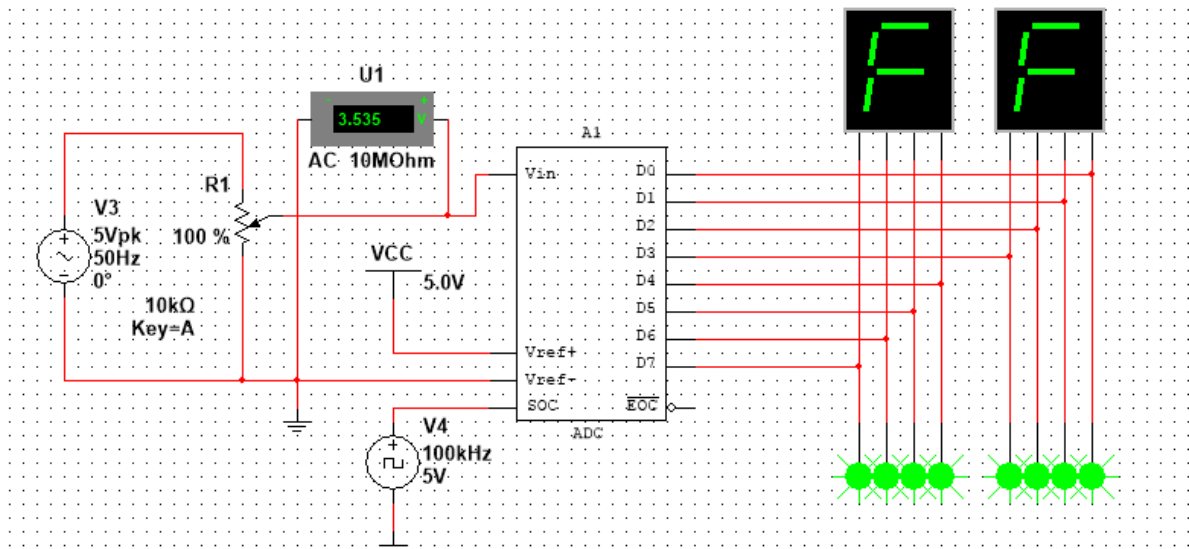 F F
U1
- +
3.535 V
AC 10MOhm
A1
Vin
D0
D1
D2
D3
D4
D5
D6
D7
R1
100 %
V3
5Vpk
50Hz
0°
10kΩ
Key=A
VCC
5.0V
Vref+
Vref-
SOC
EOC
ADC
V4
100kHz
5V